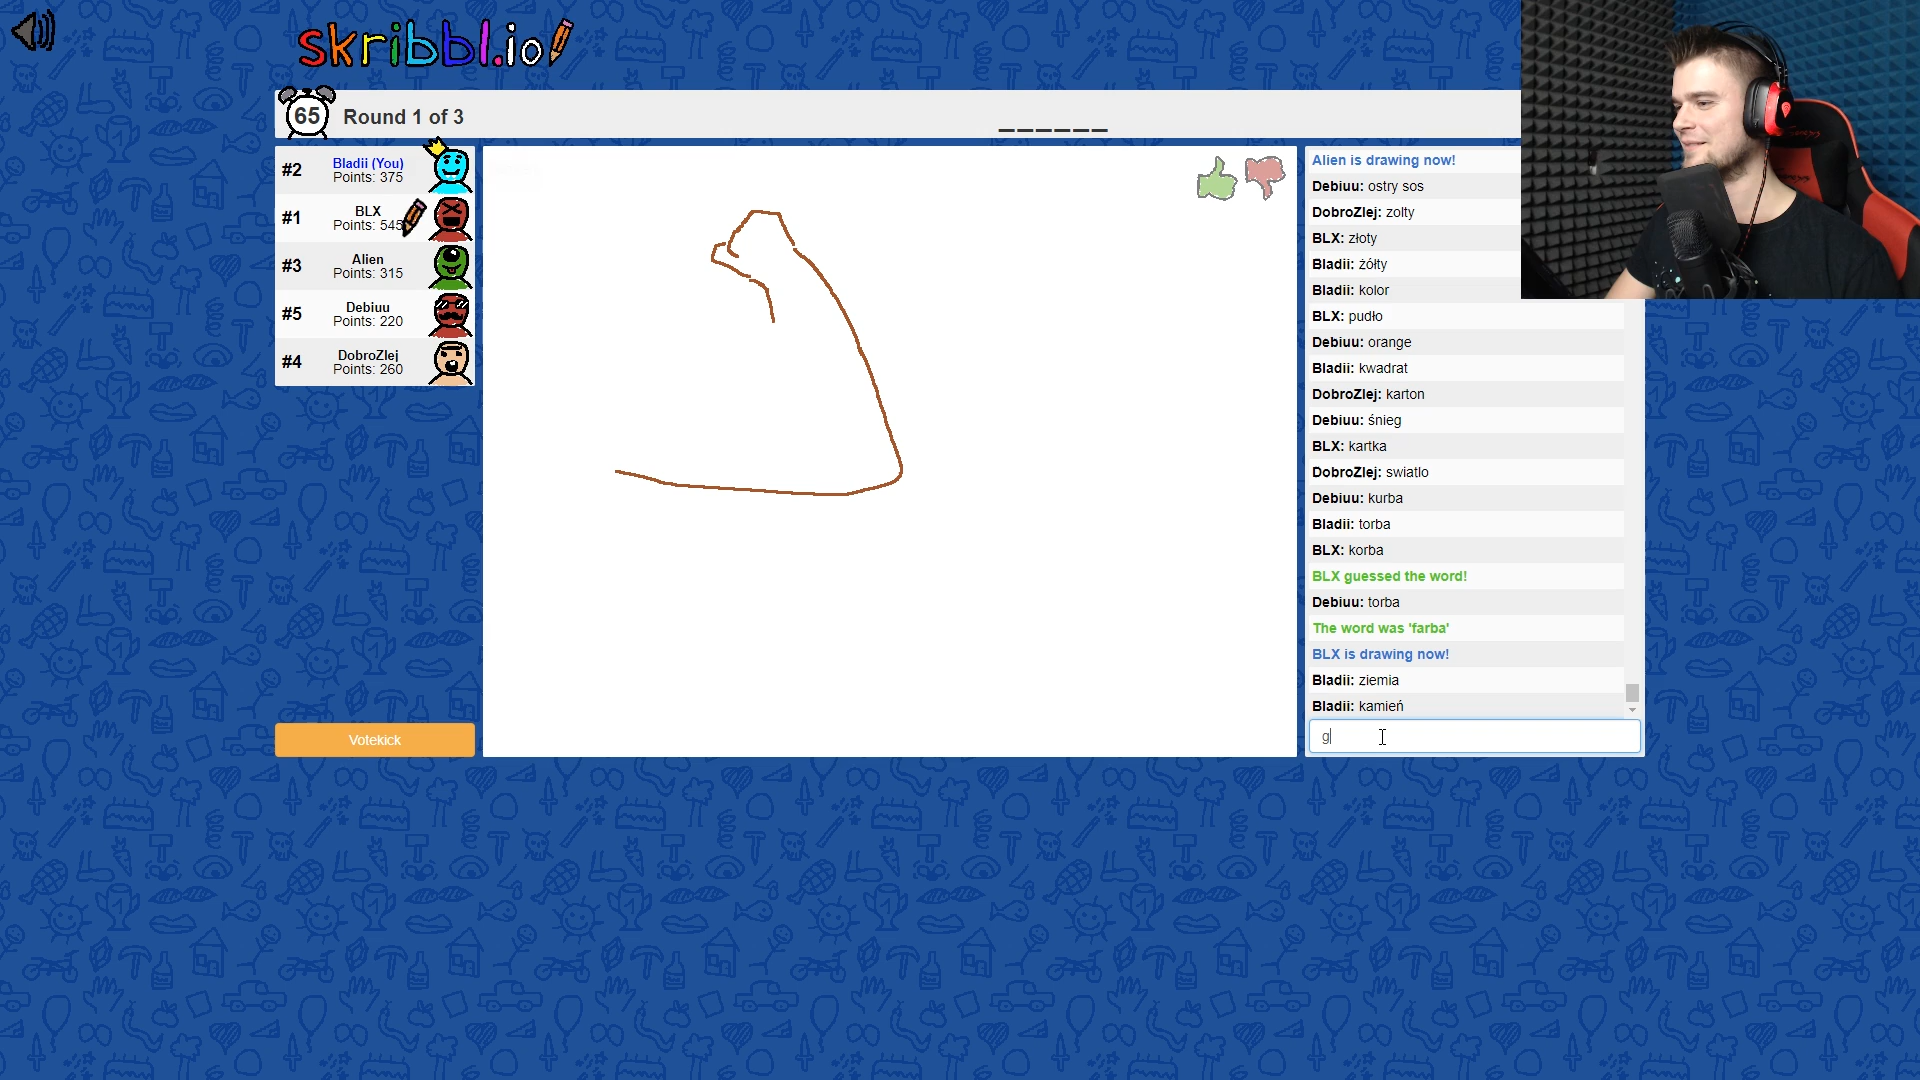 skribbl.io
65
Round 1 of 3
______
#2
Bladii (You)
Points: 375
#1
BLX
Points: 545
#3
Alien
Points: 315
#5
Debiuu
Points: 220
#4
DobroZlej
Points: 260
Votekick
Alien is drawing now!
Debiuu: ostry sos
DobroZlej: zolty
BLX: złoty
Bladii: żółty
Bladii: kolor
BLX: pudło
Debiuu: orange
Bladii: kwadrat
DobroZlej: karton
Debiuu: śnieg
BLX: kartka
DobroZlej: swiatlo
Debiuu: kurba
Bladii: torba
BLX: korba
BLX guessed the word!
Debiuu: torba
The word was 'farba'
BLX is drawing now!
Bladii: ziemia
Bladii: kamień
g